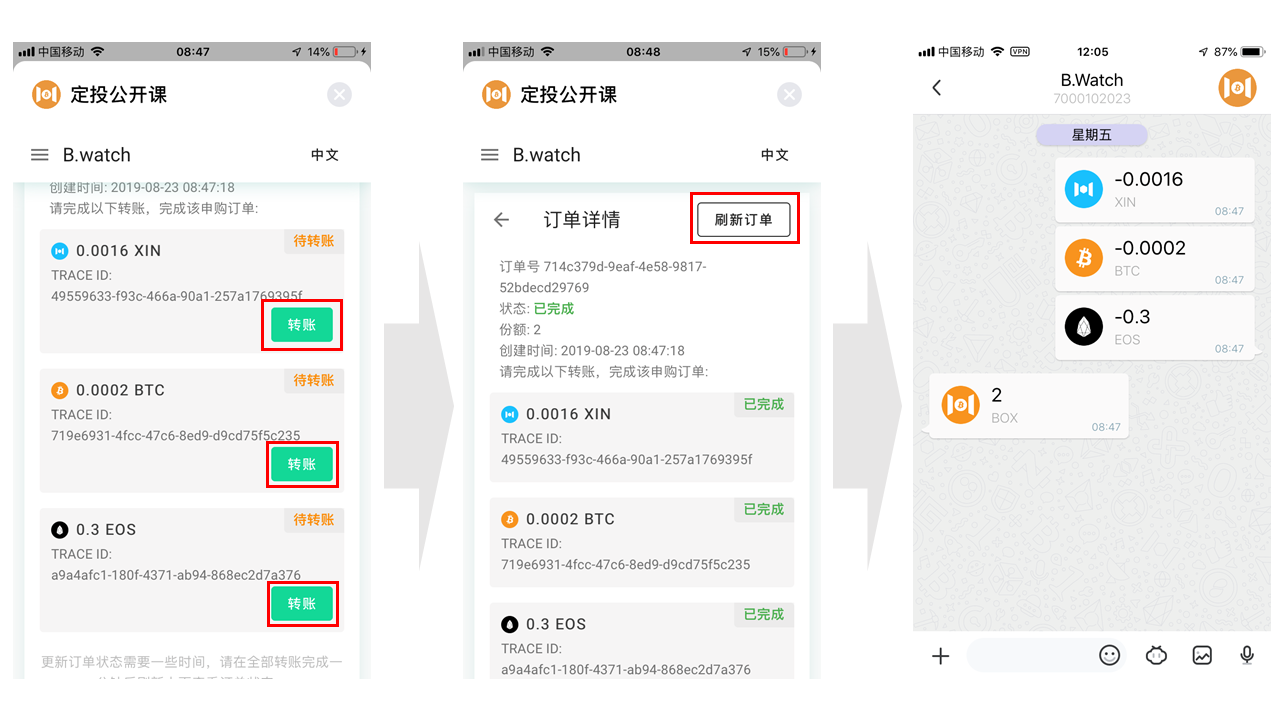 中国移动
08:47
14%
定投公开课
B.watch
中文
创建时间: 2019-08-23 08:47:18
请完成以下转账，完成该申购订单:
0.0016 XIN
待转账
TRACE ID:
49559633-f93c-466a-90a1-257a1769395f
转账
0.0002 BTC
待转账
TRACE ID:
719e6931-4fcc-47c6-8ed9-d9cd75f5c235
转账
0.3 EOS
待转账
TRACE ID:
a9a4afc1-180f-4371-ab94-868ec2d7a376
转账
更新订单状态需要一些时间，请在全部转账完成一
中国移动
08:48
15%
定投公开课
B.watch
中文
订单详情
刷新订单
订单号 714c379d-9eaf-4e58-9817-
52bdecd29769
状态: 已完成
份额: 2
创建时间: 2019-08-23 08:47:18
请完成以下转账，完成该申购订单:
0.0016 XIN
已完成
TRACE ID:
49559633-f93c-466a-90a1-257a1769395f
0.0002 BTC
已完成
TRACE ID:
719e6931-4fcc-47c6-8ed9-d9cd75f5c235
0.3 EOS
已完成
TRACE ID:
a9a4afc1-180f-4371-ab94-868ec2d7a376
中国移动
VPN
12:05
87%
B.Watch
7000102023
星期五
-0.0016
XIN
08:47
-0.0002
BTC
08:47
-0.3
EOS
08:47
2
BOX
08:47